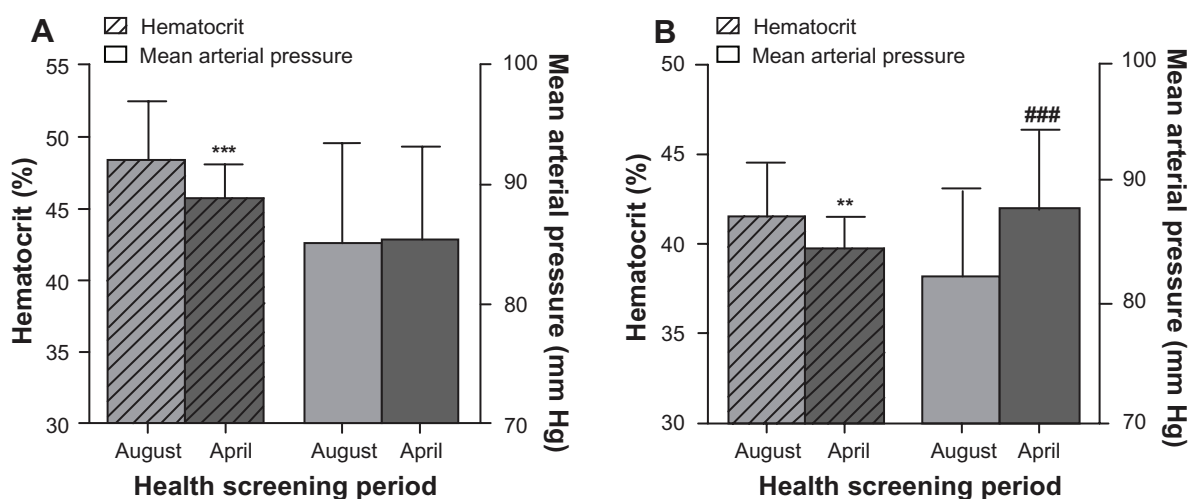 A
Hematocrit
Mean arterial pressure
55
50
45
40
35
30
Hematocrit (%)
***
100
90
80
70
Mean arterial pressure (mm Hg)
August April August April
Health screening period
B
Hematocrit
Mean arterial pressure
50
45
40
35
30
Hematocrit (%)
**
###
100
90
80
70
Mean arterial pressure (mm Hg)
August April August April
Health screening period